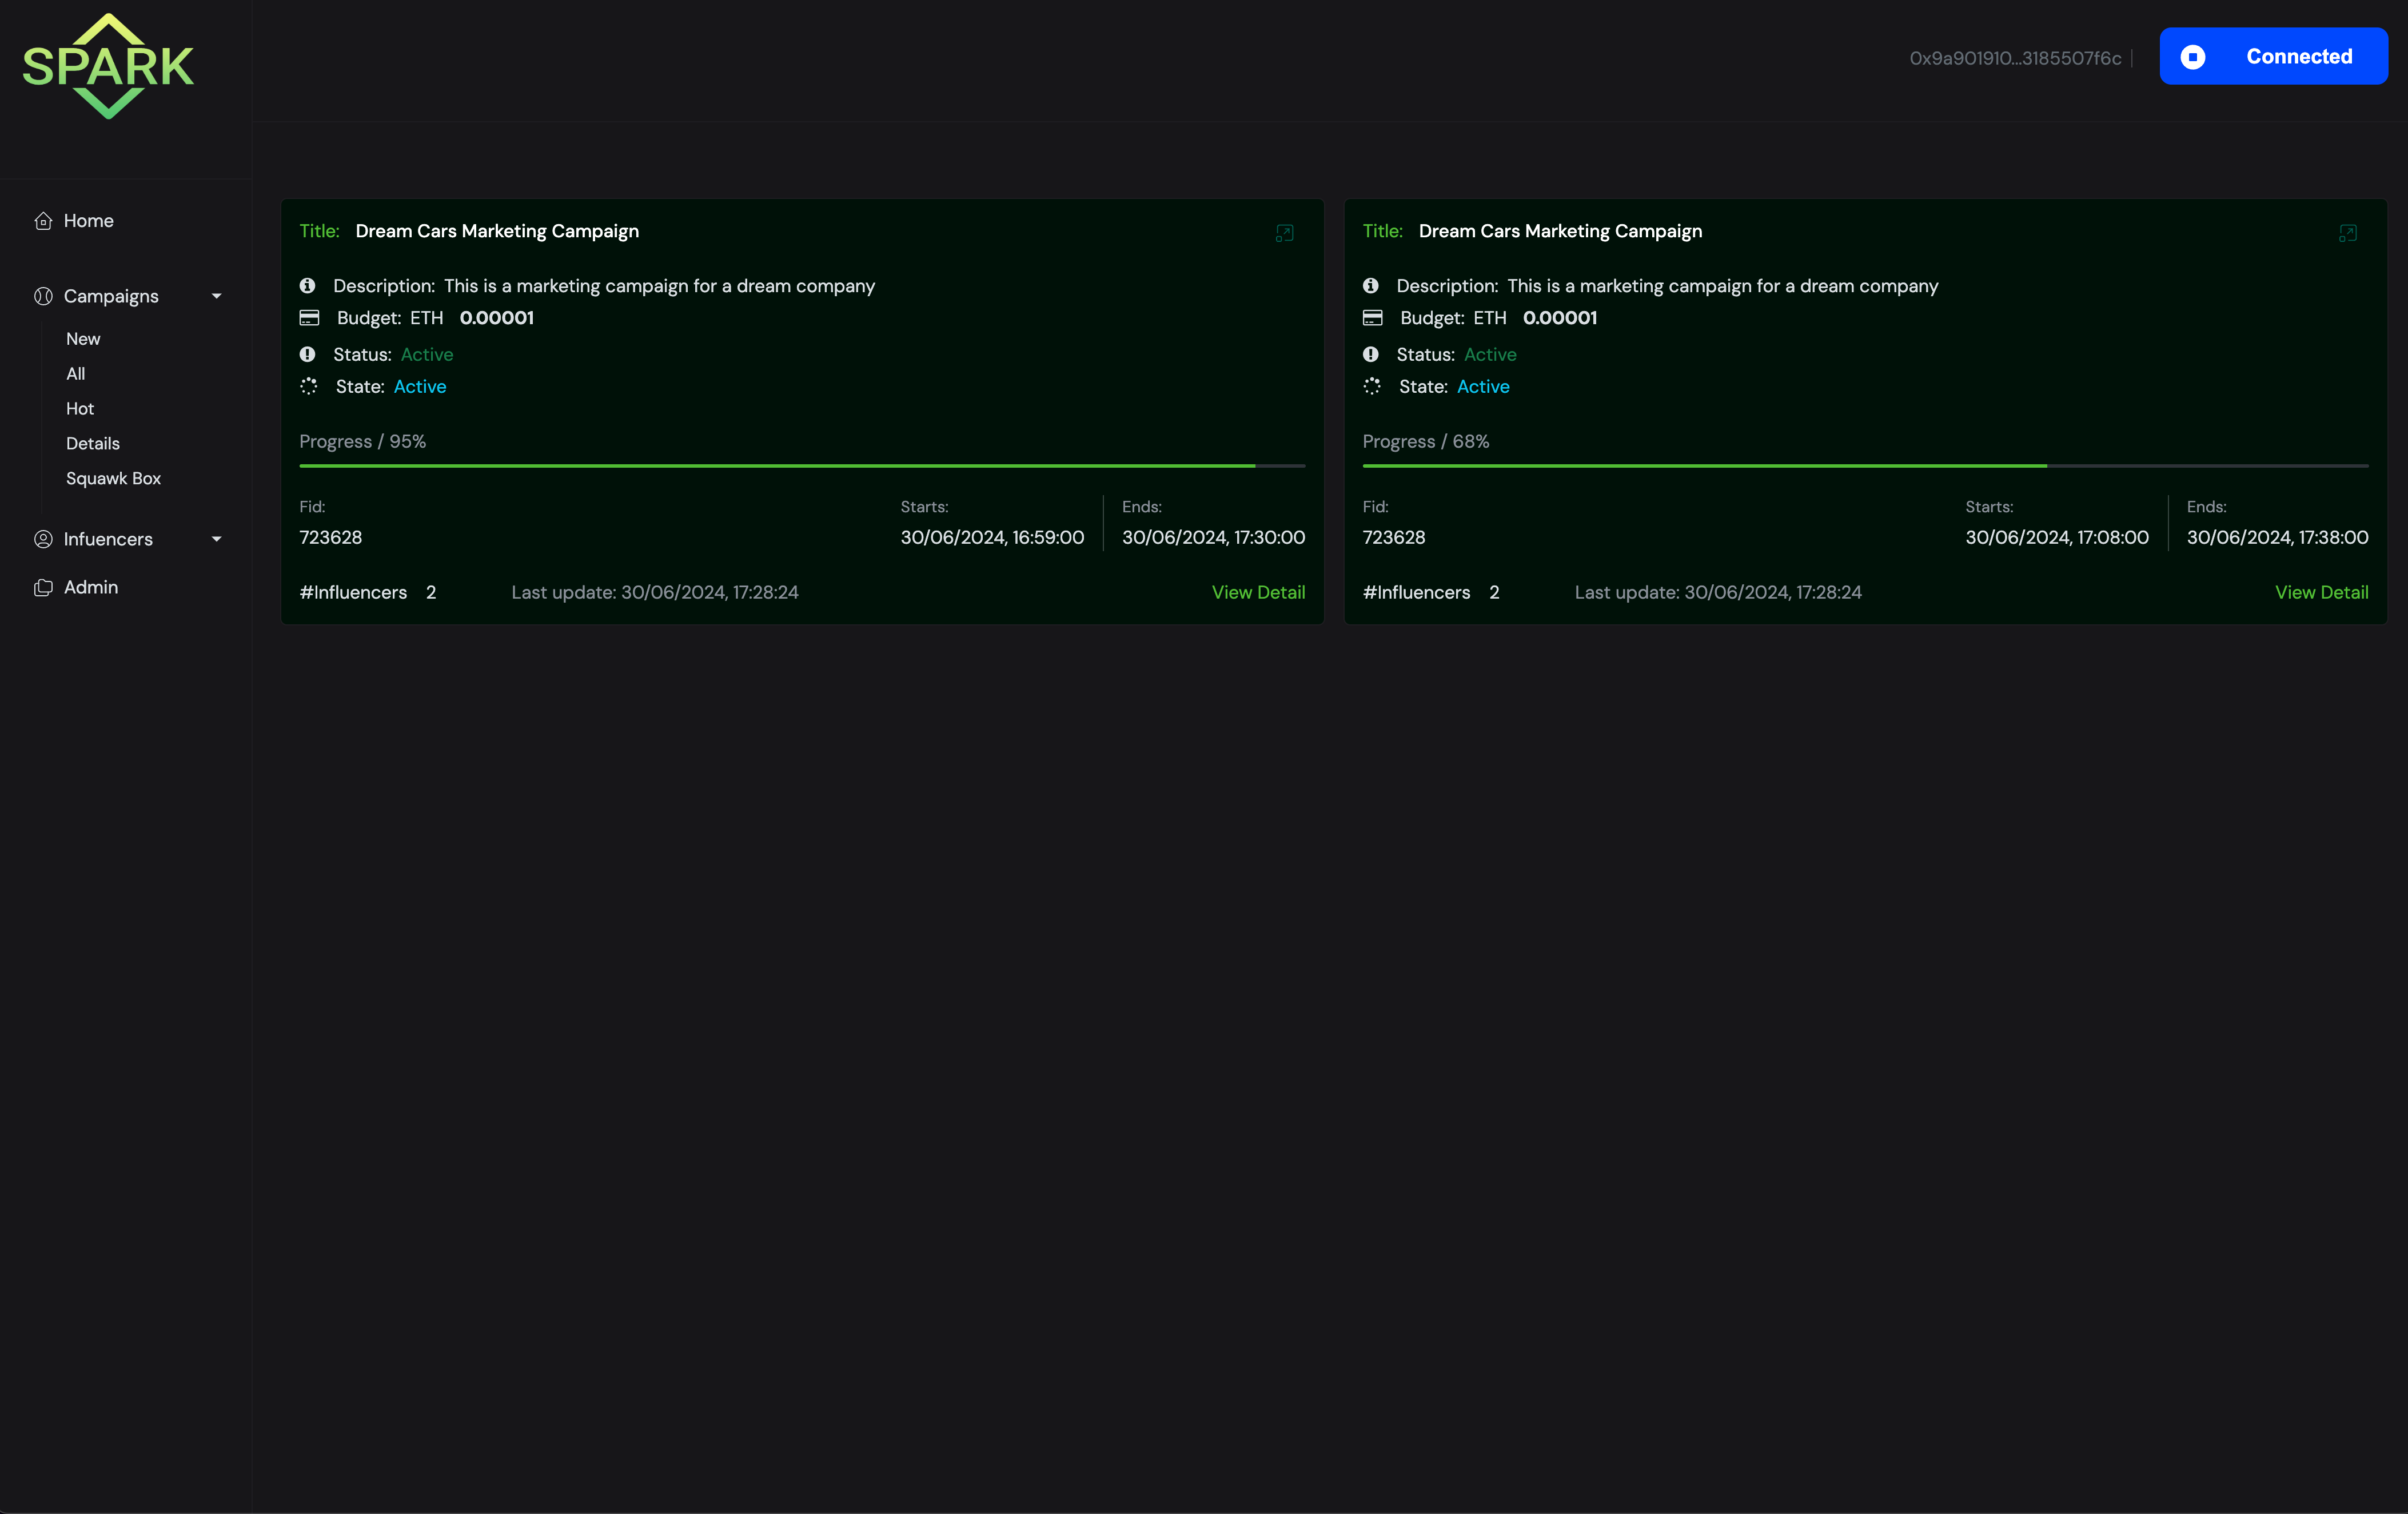 SPARK
0x9a901910...3185507f6c
Connected
Home
Campaigns
New
All
Hot
Details
Squawk Box
Infuencers
Admin
Title: Dream Cars Marketing Campaign
Description: This is a marketing campaign for a dream company
Budget: ETH 0.00001
Status: Active
State: Active
Progress / 95%
Fid: Starts: Ends:
723628 30/06/2024, 16:59:00 30/06/2024, 17:30:00
#Influencers 2 Last update: 30/06/2024, 17:28:24 View Detail
Title: Dream Cars Marketing Campaign
Description: This is a marketing campaign for a dream company
Budget: ETH 0.00001
Status: Active
State: Active
Progress / 68%
Fid: Starts: Ends:
723628 30/06/2024, 17:08:00 30/06/2024, 17:38:00
#Influencers 2 Last update: 30/06/2024, 17:28:24 View Detail